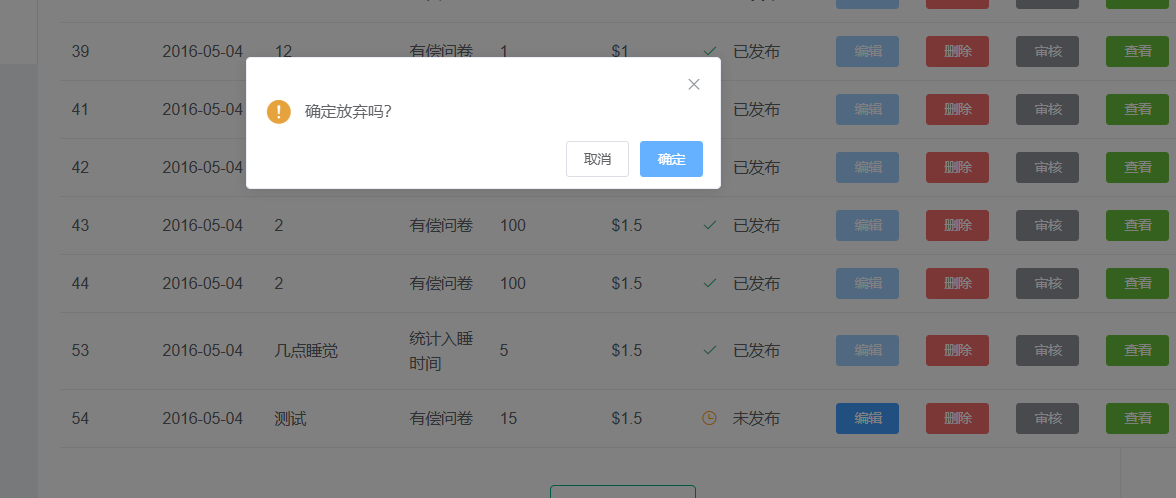 39 2016-05-04 12 有偿问卷 1 $1 已发布 编辑 删除 审核 查看
确定放弃吗?
取消 确定
41 2016-05-04 已发布 编辑 删除 审核 查看
42 2016-05-04 已发布 编辑 删除 审核 查看
43 2016-05-04 2 有偿问卷 100 $1.5 已发布 编辑 删除 审核 查看
44 2016-05-04 2 有偿问卷 100 $1.5 已发布 编辑 删除 审核 查看
53 2016-05-04 几点睡觉 统计入睡 5 $1.5 已发布 编辑 删除 审核 查看
时间
54 2016-05-04 测试 有偿问卷 15 $1.5 未发布 编辑 删除 审核 查看